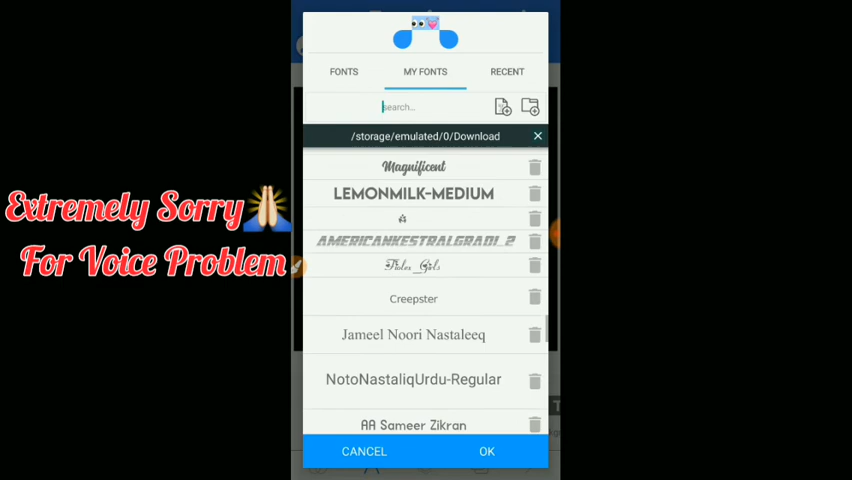 FONTS MY FONTS RECENT
search...
/storage/emulated/0/Download
Magnificent
LEMONMILK-MEDIUM
AMERICANKESTRALGRADI_2
Extremely Sorry🙏
For Voice Problem
Creepster
Jameel Noori Nastaleeq
NotoNastaliqUrdu-Regular
AA Sameer Zikran
CANCEL OK